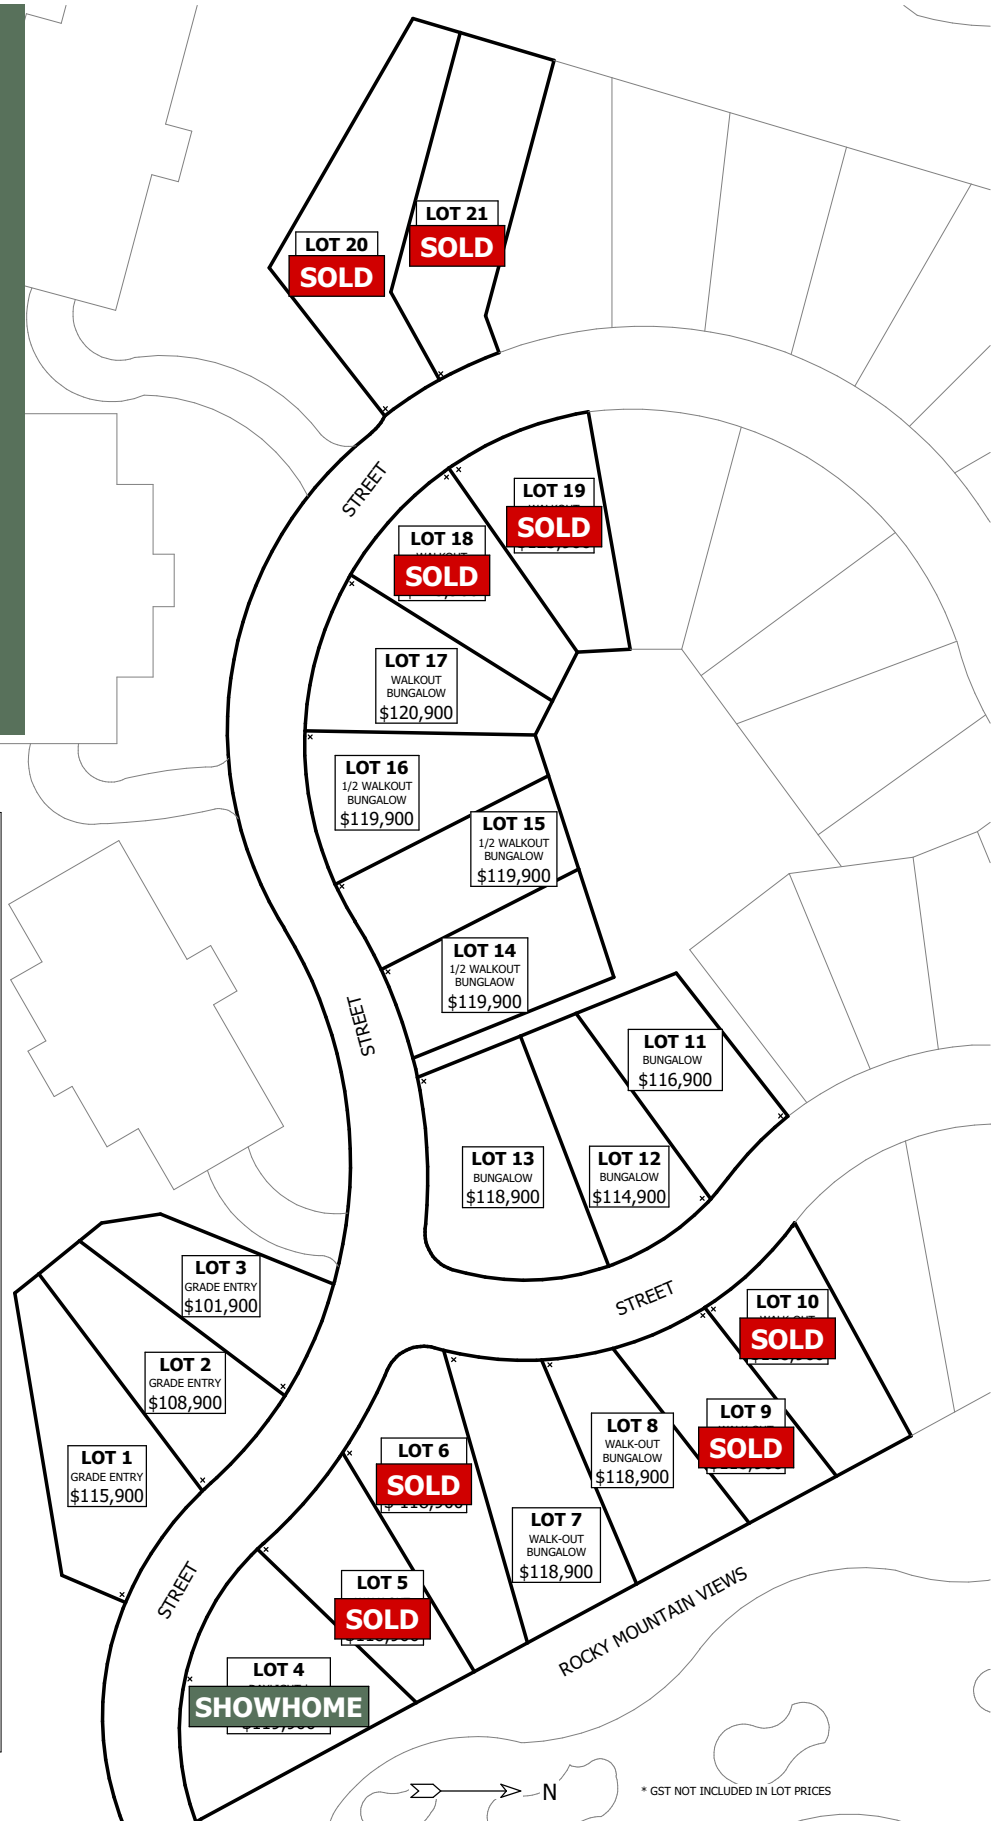 LOT 21
SOLD
LOT 20
SOLD
STREET
LOT 19
SOLD
LOT 18
SOLD
LOT 17
WALKOUT
BUNGALOW
$120,900
LOT 16
1/2 WALKOUT
BUNGALOW
$119,900
LOT 15
1/2 WALKOUT
BUNGALOW
$119,900
LOT 14
1/2 WALKOUT
BUNGLAOW
$119,900
STREET
LOT 11
BUNGALOW
$116,900
LOT 13
BUNGALOW
$118,900
LOT 12
BUNGALOW
$114,900
LOT 3
GRADE ENTRY
$101,900
STREET
LOT 10
SOLD
LOT 2
GRADE ENTRY
$108,900
LOT 9
SOLD
LOT 8
WALK-OUT
BUNGALOW
$118,900
LOT 6
SOLD
LOT 1
GRADE ENTRY
$115,900
LOT 7
WALK-OUT
BUNGALOW
$118,900
STREET
LOT 5
SOLD
ROCKY MOUNTAIN VIEWS
LOT 4
SHOWHOME
N
* GST NOT INCLUDED IN LOT PRICES